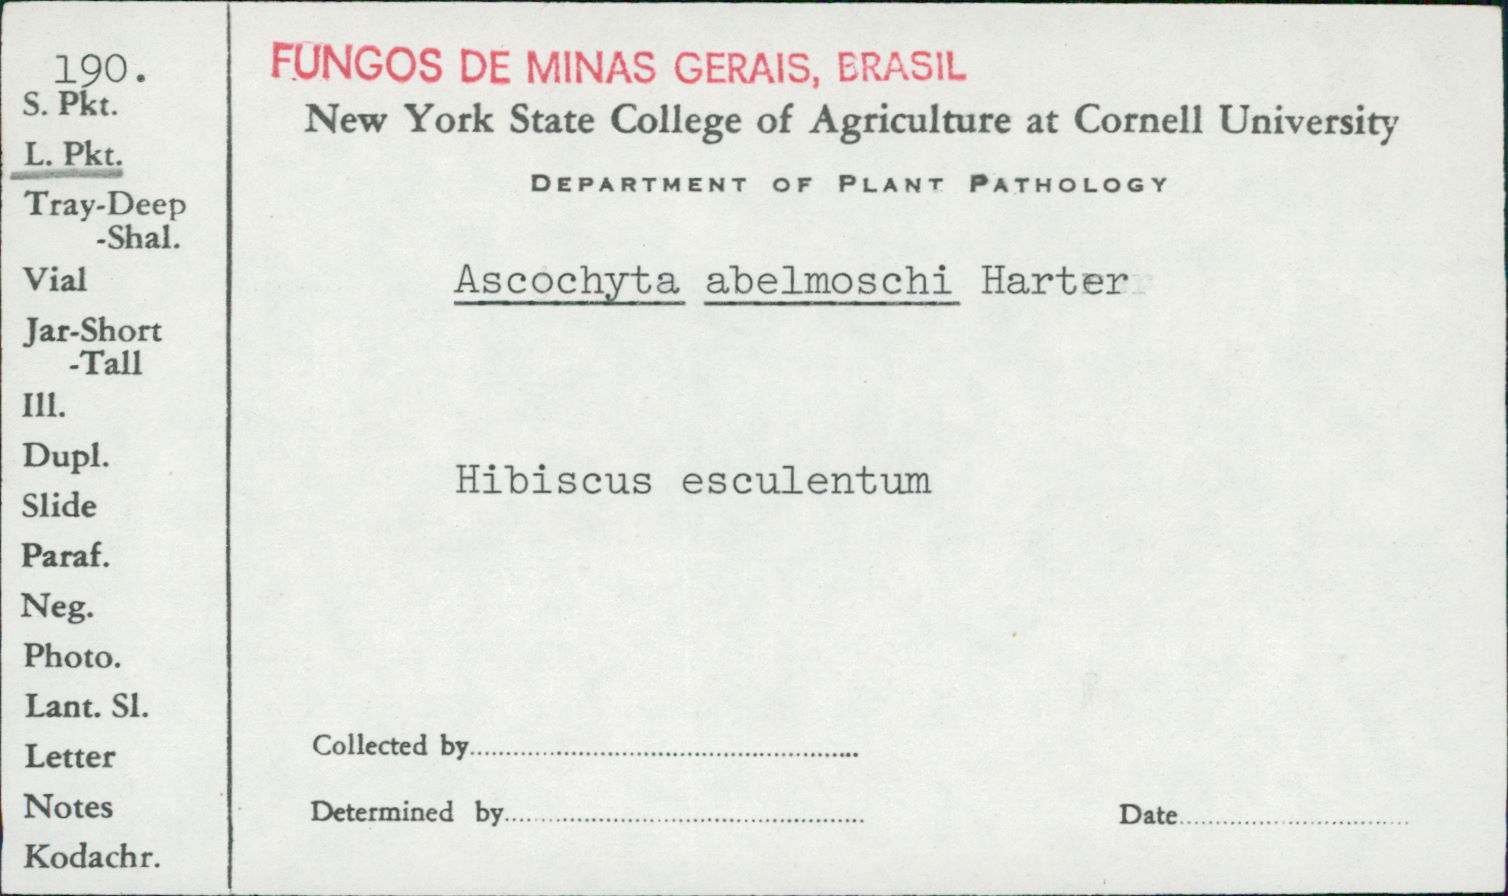 190.
S. Pkt.
L. Pkt.
Tray-Deep
-Shal.
Vial
Jar-Short
-Tall
Ill.
Dupl.
Slide
Paraf.
Neg.
Photo.
Lant. Sl.
Letter
Notes
Kodachr.
FUNGOS DE MINAS GERAIS, BRASIL
New York State College of Agriculture at Cornell University
DEPARTMENT OF PLANT PATHOLOGY
Ascochyta abelmoschi Harter
Hibiscus esculentum
Collected by
Determined by
Date